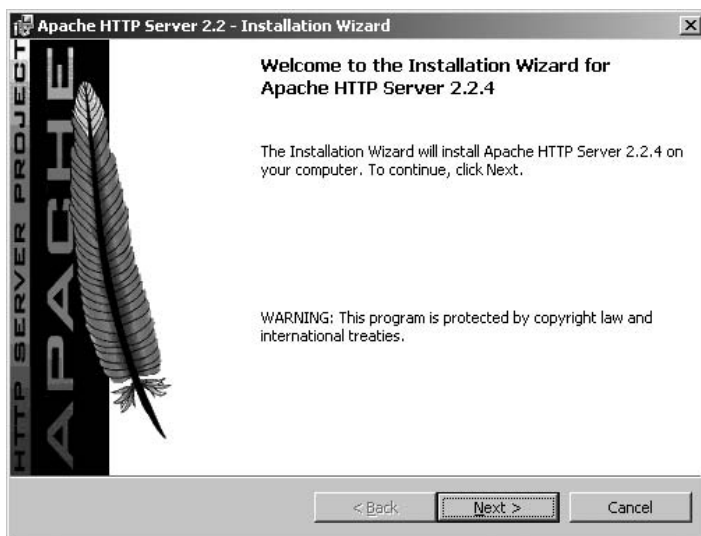 Apache HTTP Server 2.2 - Installation Wizard
HTTP SERVER PROJECT
APACHE
Welcome to the Installation Wizard for
Apache HTTP Server 2.2.4
The Installation Wizard will install Apache HTTP Server 2.2.4 on
your computer. To continue, click Next.
WARNING: This program is protected by copyright law and
international treaties.
< Back
Next >
Cancel